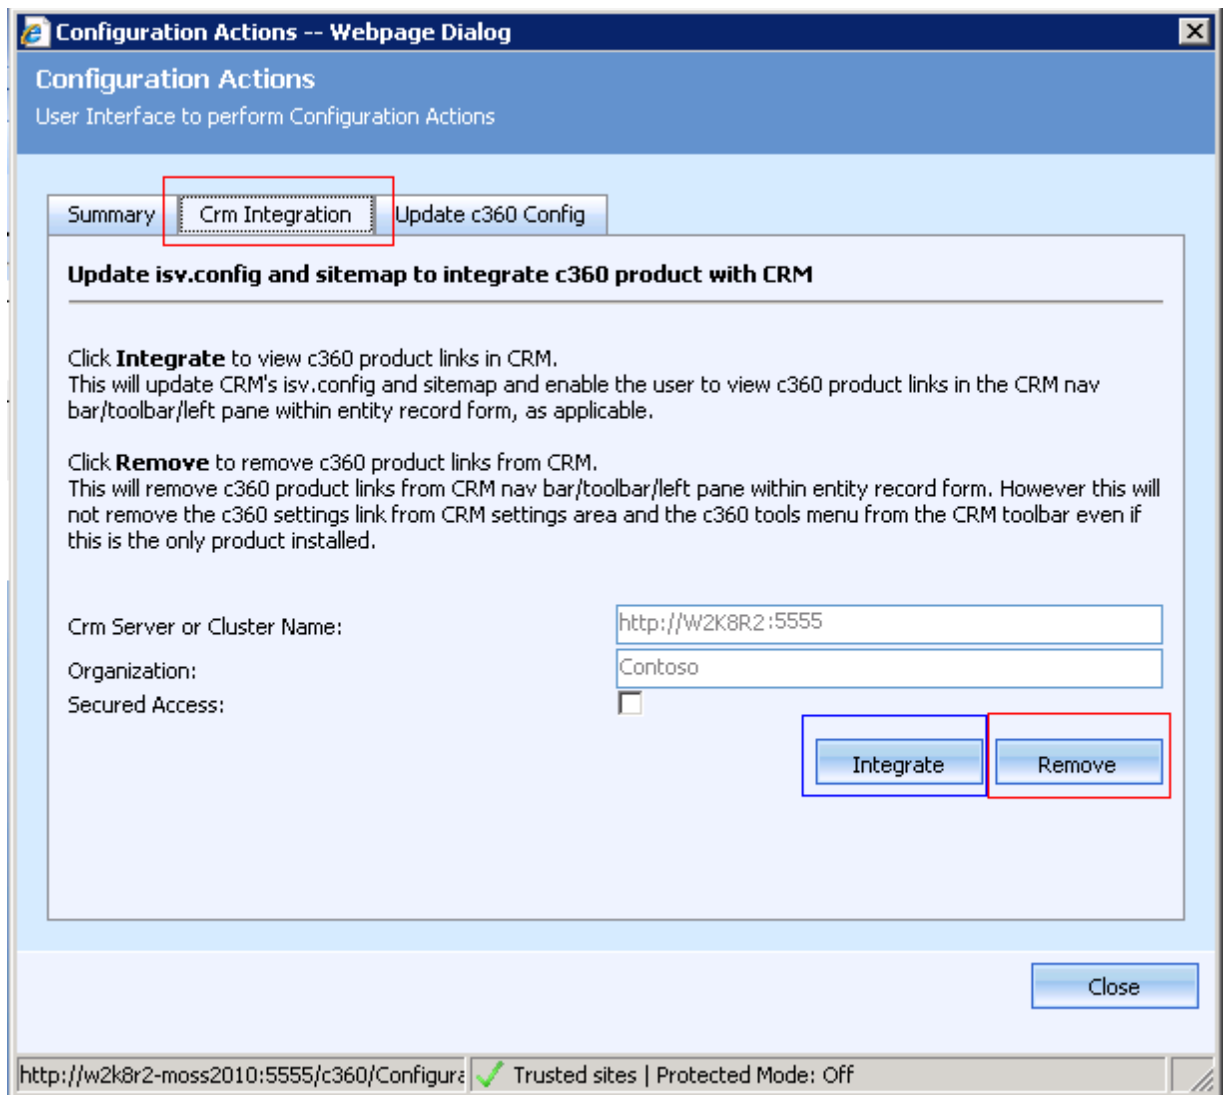 Configuration Actions -- Webpage Dialog
Configuration Actions
User Interface to perform Configuration Actions
Summary Crm Integration Update c360 Config
Update isv.config and sitemap to integrate c360 product with CRM
Click Integrate to view c360 product links in CRM.
This will update CRM's isv.config and sitemap and enable the user to view c360 product links in the CRM nav
bar/toolbar/left pane within entity record form, as applicable.
Click Remove to remove c360 product links from CRM.
This will remove c360 product links from CRM nav bar/toolbar/left pane within entity record form. However this will
not remove the c360 settings link from CRM settings area and the c360 tools menu from the CRM toolbar even if
this is the only product installed.
Crm Server or Cluster Name: http://W2K8R2:5555
Organization: Contoso
Secured Access:
Integrate Remove
Close
http://w2k8r2-moss2010:5555/c360/Configura Trusted sites | Protected Mode: Off